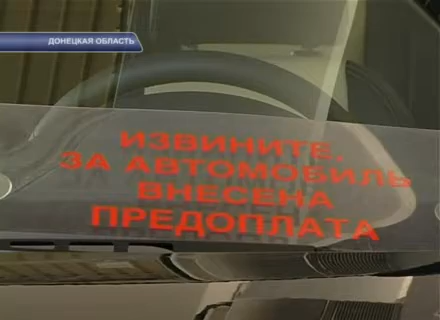 ДОНЕЦКАЯ ОБЛАСТЬ
ИЗВИНИТЕ,
ЗА АВТОМОБИЛЬ
ВНЕСЕНА
ПРЕДОПЛАТА